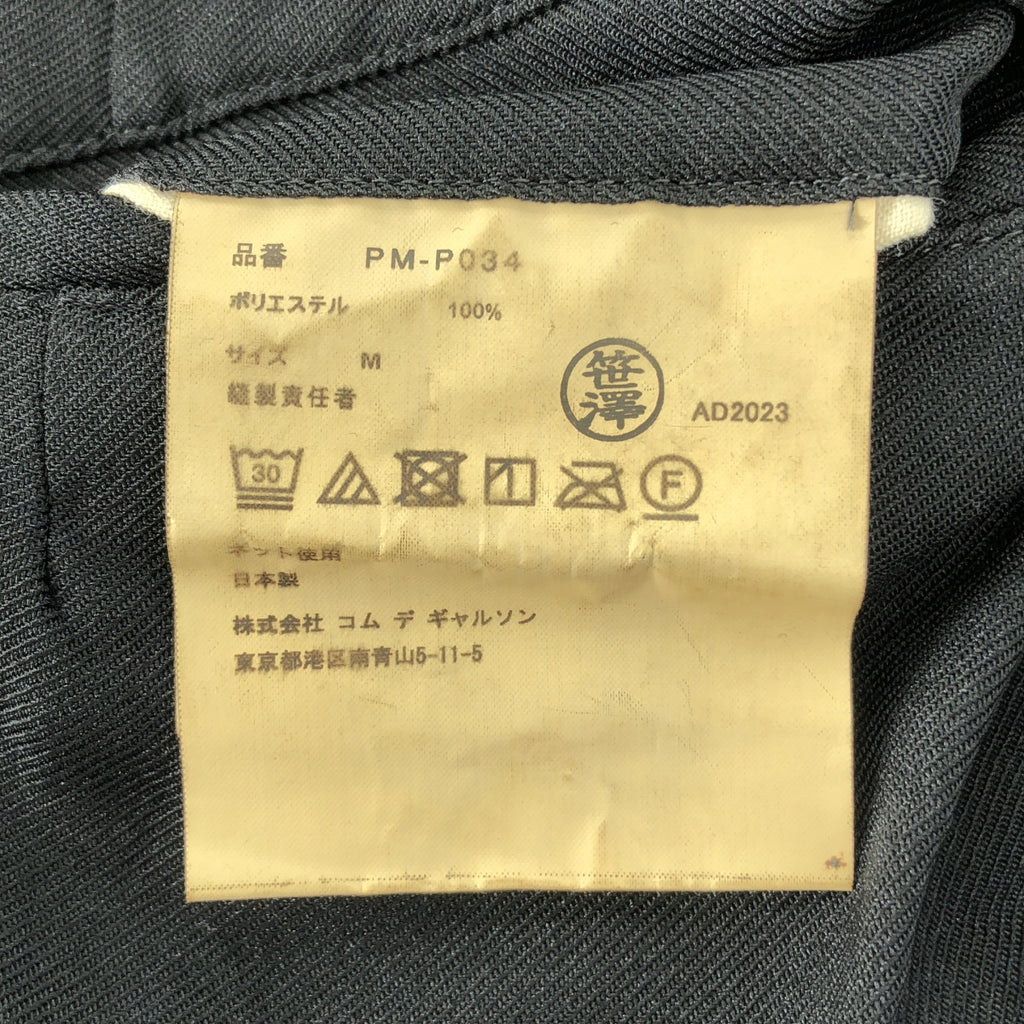 品番 PM-P034
ポリエステル 100%
サイズ M
縫製責任者 笹澤 AD2023
30 F
ネット使用
日本製
株式会社 コム デ ギャルソン
東京都港区南青山5-11-5